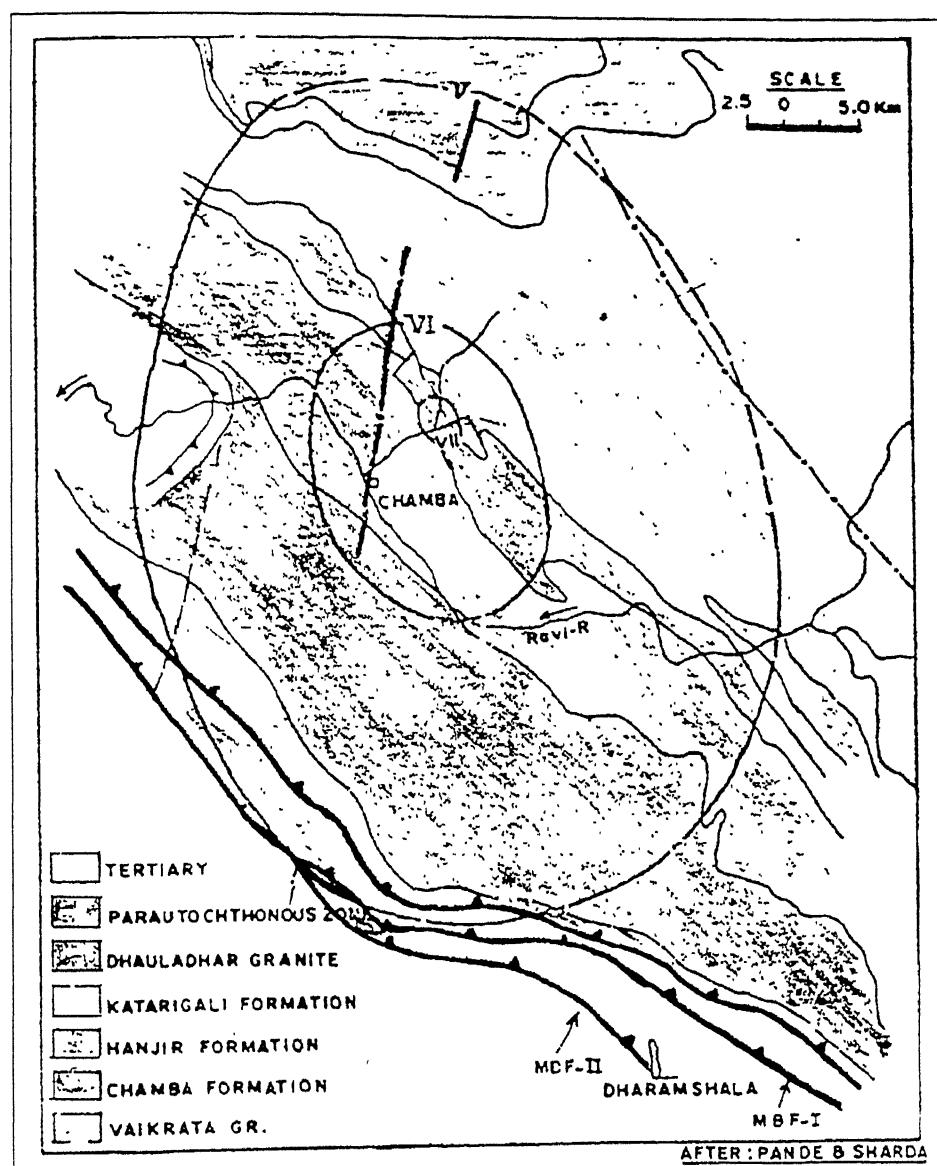 V
SCALE
2.5 0 5.0 Km
VI
VII
CHAMBA
Ravi-R
TERTIARY
PARAUTOCHTHONOUS ZONE
DHAULADHAR GRANITE
KATARIGALI FORMATION
HANJIR FORMATION
CHAMBA FORMATION
VAIKRATA GR.
MCF-II
DHARAMSHALA
MBF-I
AFTER : PANDE & SHARDA